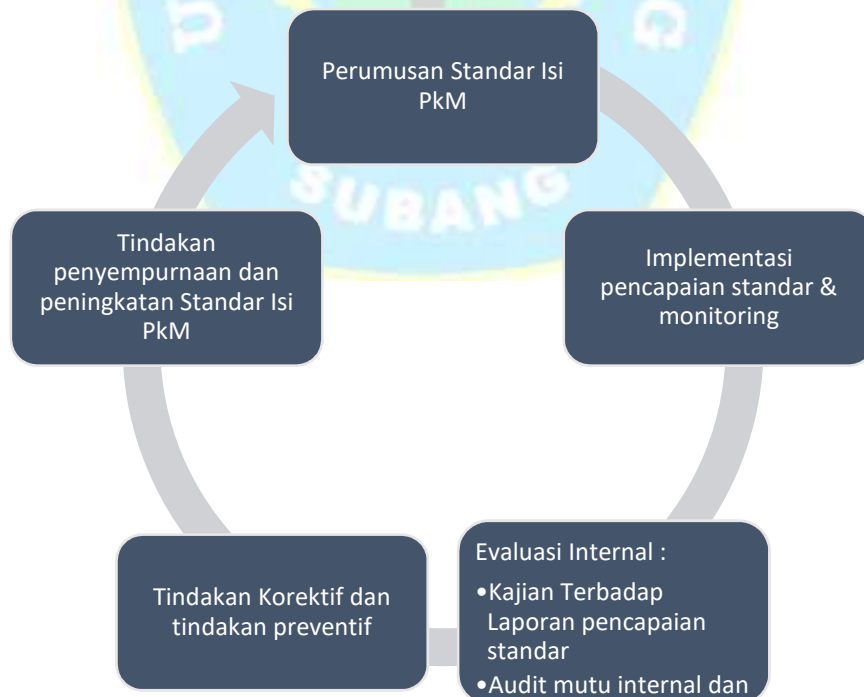 U
G
SUBANG
Perumusan Standar Isi
PkM
Implementasi
pencapaian standar &
monitoring
Evaluasi Internal :
•Kajian Terbadap
Laporan pencapaian
standar
•Audit mutu internal dan
Tindakan Korektif dan
tindakan preventif
Tindakan
penyempurnaan dan
peningkatan Standar Isi
PkM